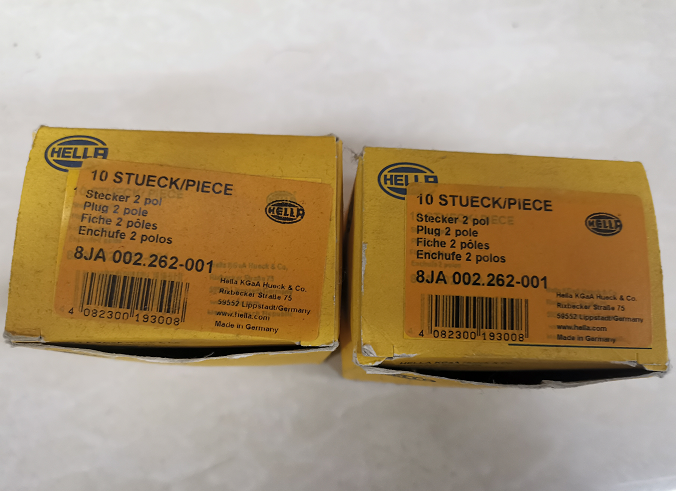 HELLA
10 STUECK/PIECE
Stecker 2 pol
Plug 2 pole
Fiche 2 pôles
Enchufe 2 polos
HELLA
8JA 002.262-001
4 082300 193008
Hella KGaA Hueck & Co.
Rixbecker Straße 75
59552 Lippstadt/Germany
www.hella.com
Made in Germany
HELLA
10 STUECK/PIECE
Stecker 2 pol
Plug 2 pole
Fiche 2 pôles
Enchufe 2 polos
HELLA
8JA 002.262-001
4 082300 193008
Hella KGaA Hueck & Co.
Rixbecker Straße 75
59552 Lippstadt/Germany
www.hella.com
Made in Germany